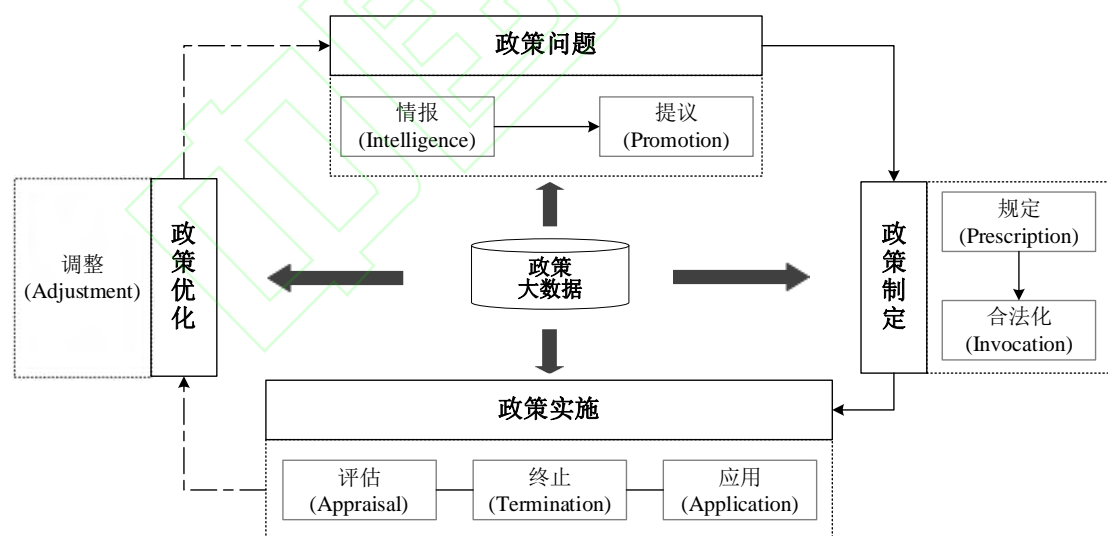 政策问题
情报
(Intelligence)
提议
(Promotion)
调整
(Adjustment)
政策优化
政策
大数据
政策制定
规定
(Prescription)
合法化
(Invocation)
政策实施
评估
(Appraisal)
终止
(Termination)
应用
(Application)